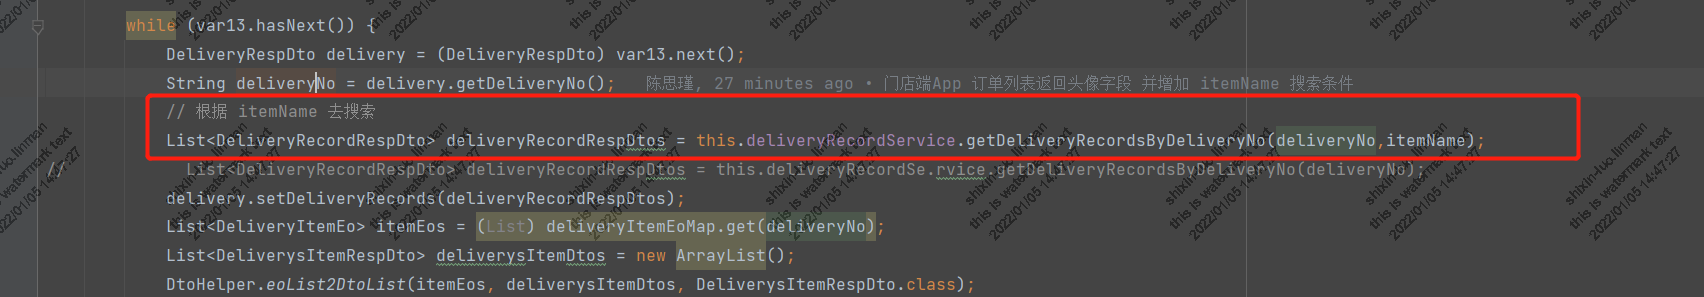 while (var13.hasNext()) {
DeliveryRespDto delivery = (DeliveryRespDto) var13.next();
String deliveryNo = delivery.getDeliveryNo(); 陈思瑾, 27 minutes ago • 门店端App 订单列表返回头像字段 并增加 itemName 搜索条件
// 根据 itemName 去搜索
List<DeliveryRecordRespDto> deliveryRecordRespDtos = this.deliveryRecordService.getDeliveryRecordsByDeliveryNo(deliveryNo,itemName);
// List<DeliveryRecordRespDto> deliveryRecordRespDtos = this.deliveryRecordSe.rvice.getDeliveryRecordsByDeliveryNo(deliveryNo);
delivery.setDeliveryRecords(deliveryRecordRespDtos);
List<DeliveryItemEo> itemEos = (List) deliveryItemEoMap.get(deliveryNo);
List<DeliverysItemRespDto> deliverysItemDtos = new ArrayList();
DtoHelper.eoList2DtoList(itemEos, deliverysItemDtos, DeliverysItemRespDto.class);
this is watermark text
2022/01/05 14:47:27